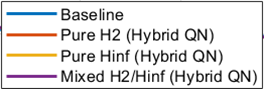 Baseline
Pure H2 (Hybrid QN)
Pure Hinf (Hybrid QN)
Mixed H2/Hinf (Hybrid QN)